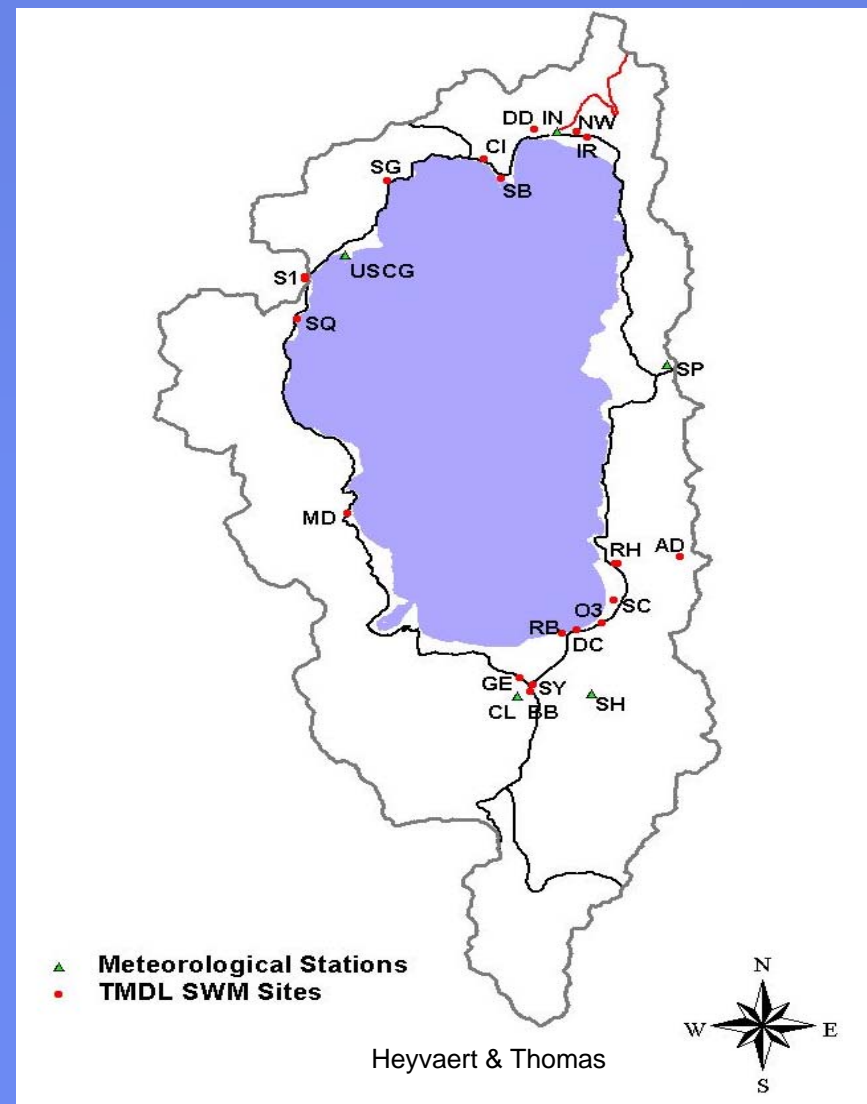 DD IN NW
CI
IR
SG
SB
S1
USCG
SQ
SP
MD
RH
AD
SC
O3
RB
DC
GE
SY
CL BB
SH
Meteorological Stations
TMDL SWM Sites
N
W E
S
Heyvaert & Thomas